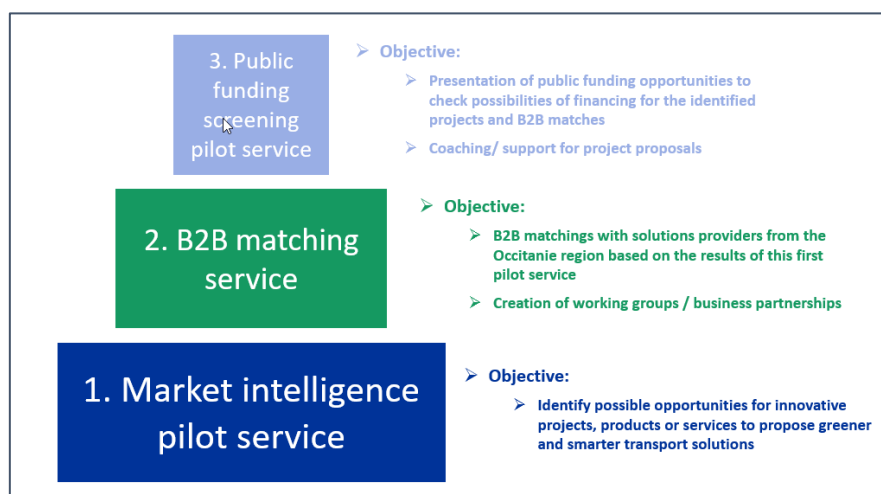 3. Public
funding
screening
pilot service
➢ Objective:
➢ Presentation of public funding opportunities to
check possibilities of financing for the identified
projects and B2B matches
➢ Coaching/ support for project proposals
2. B2B matching
service
➢ Objective:
➢ B2B matchings with solutions providers from the
Occitanie region based on the results of this first
pilot service
➢ Creation of working groups / business partnerships
1. Market intelligence
pilot service
➢ Objective:
➢ Identify possible opportunities for innovative
projects, products or services to propose greener
and smarter transport solutions